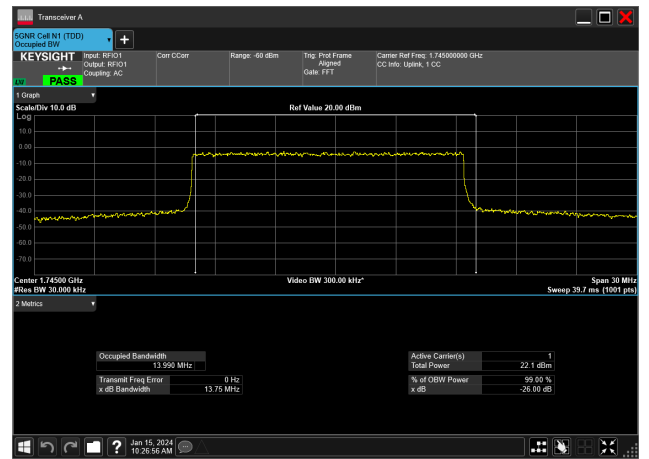 Transceiver A
5GNR Cell N1 (TDD)
Occupied BW
KEYSIGHT
Input: RFIO1
Output: RFIO1
Coupling: AC
Corr CCorr
Range: -60 dBm
Trig: Prot Frame
Aligned
Gate: FFT
Carrier Ref Freq: 1.745000000 GHz
CC Info: Uplink, 1 CC
LW PASS
1 Graph
Scale/Div 10.0 dB
Ref Value 20.00 dBm
Log
10.0
0.00
-10.0
-20.0
-30.0
-40.0
-50.0
-60.0
-70.0
Center 1.74500 GHz
Video BW 300.00 kHz*
Span 30 MHz
#Res BW 30.000 kHz
Sweep 39.7 ms (1001 pts)
2 Metrics
Occupied Bandwidth
13.990 MHz
Active Carrier(s) 1
Total Power 22.1 dBm
Transmit Freq Error 0 Hz
x dB Bandwidth 13.75 MHz
% of OBW Power 99.00 %
x dB -26.00 dB
Jan 15, 2024
10:26:56 AM